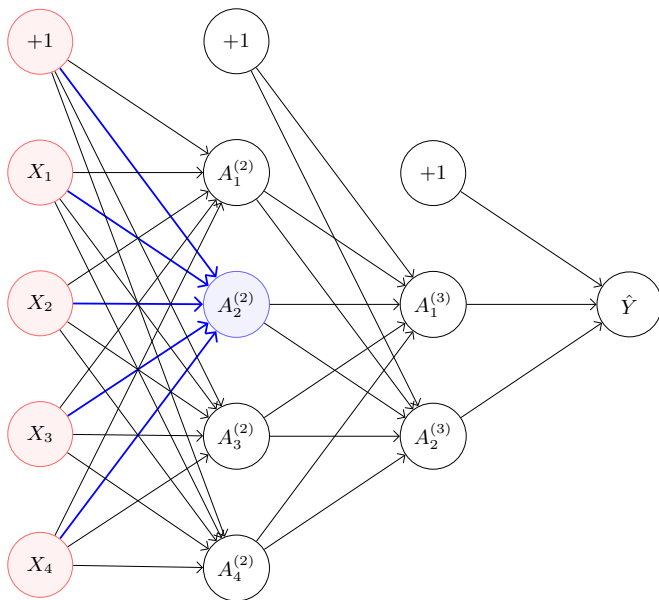 +1 +1
X₁ A₁⁽²⁾ +1
X₂ A₂⁽²⁾ A₁⁽³⁾ Ŷ
X₃ A₃⁽²⁾ A₂⁽³⁾
X₄ A₄⁽²⁾